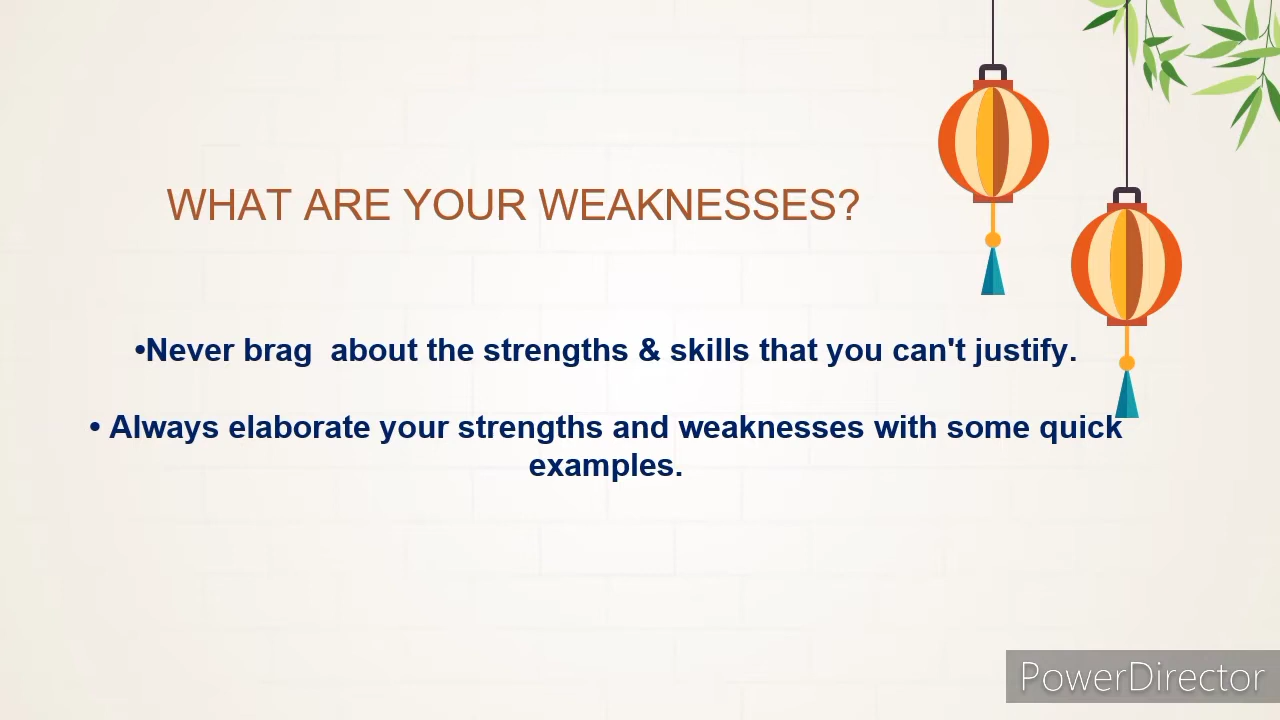 WHAT ARE YOUR WEAKNESSES?
•Never brag  about the strengths & skills that you can't justify.
• Always elaborate your strengths and weaknesses with some quick
examples.
PowerDirector